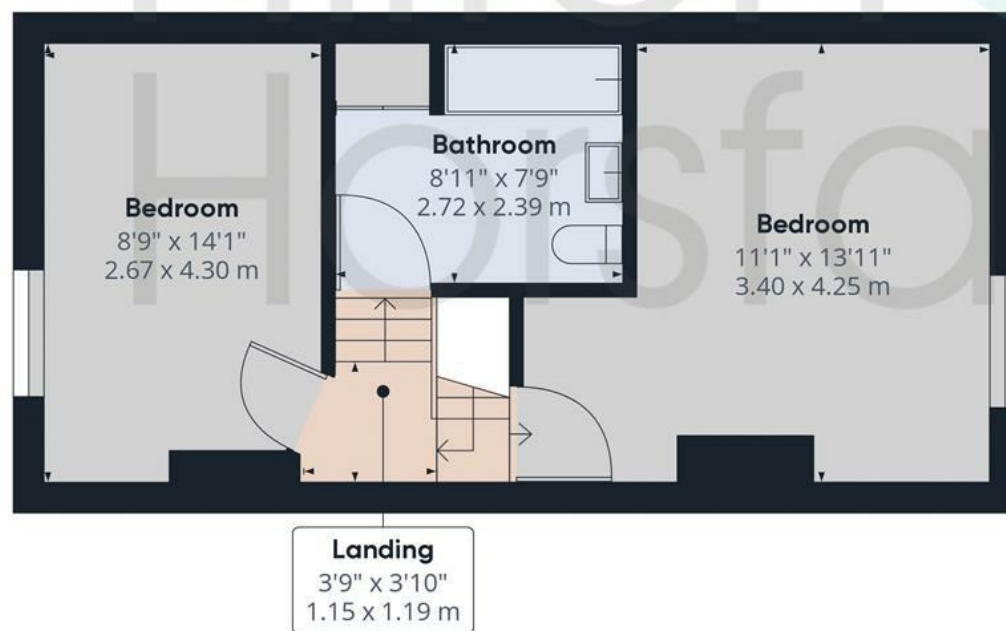 Bedroom
8'9" x 14'1"
2.67 x 4.30 m
Bathroom
8'11" x 7'9"
2.72 x 2.39 m
Bedroom
11'1" x 13'11"
3.40 x 4.25 m
Landing
3'9" x 3'10"
1.15 x 1.19 m
Horsfa